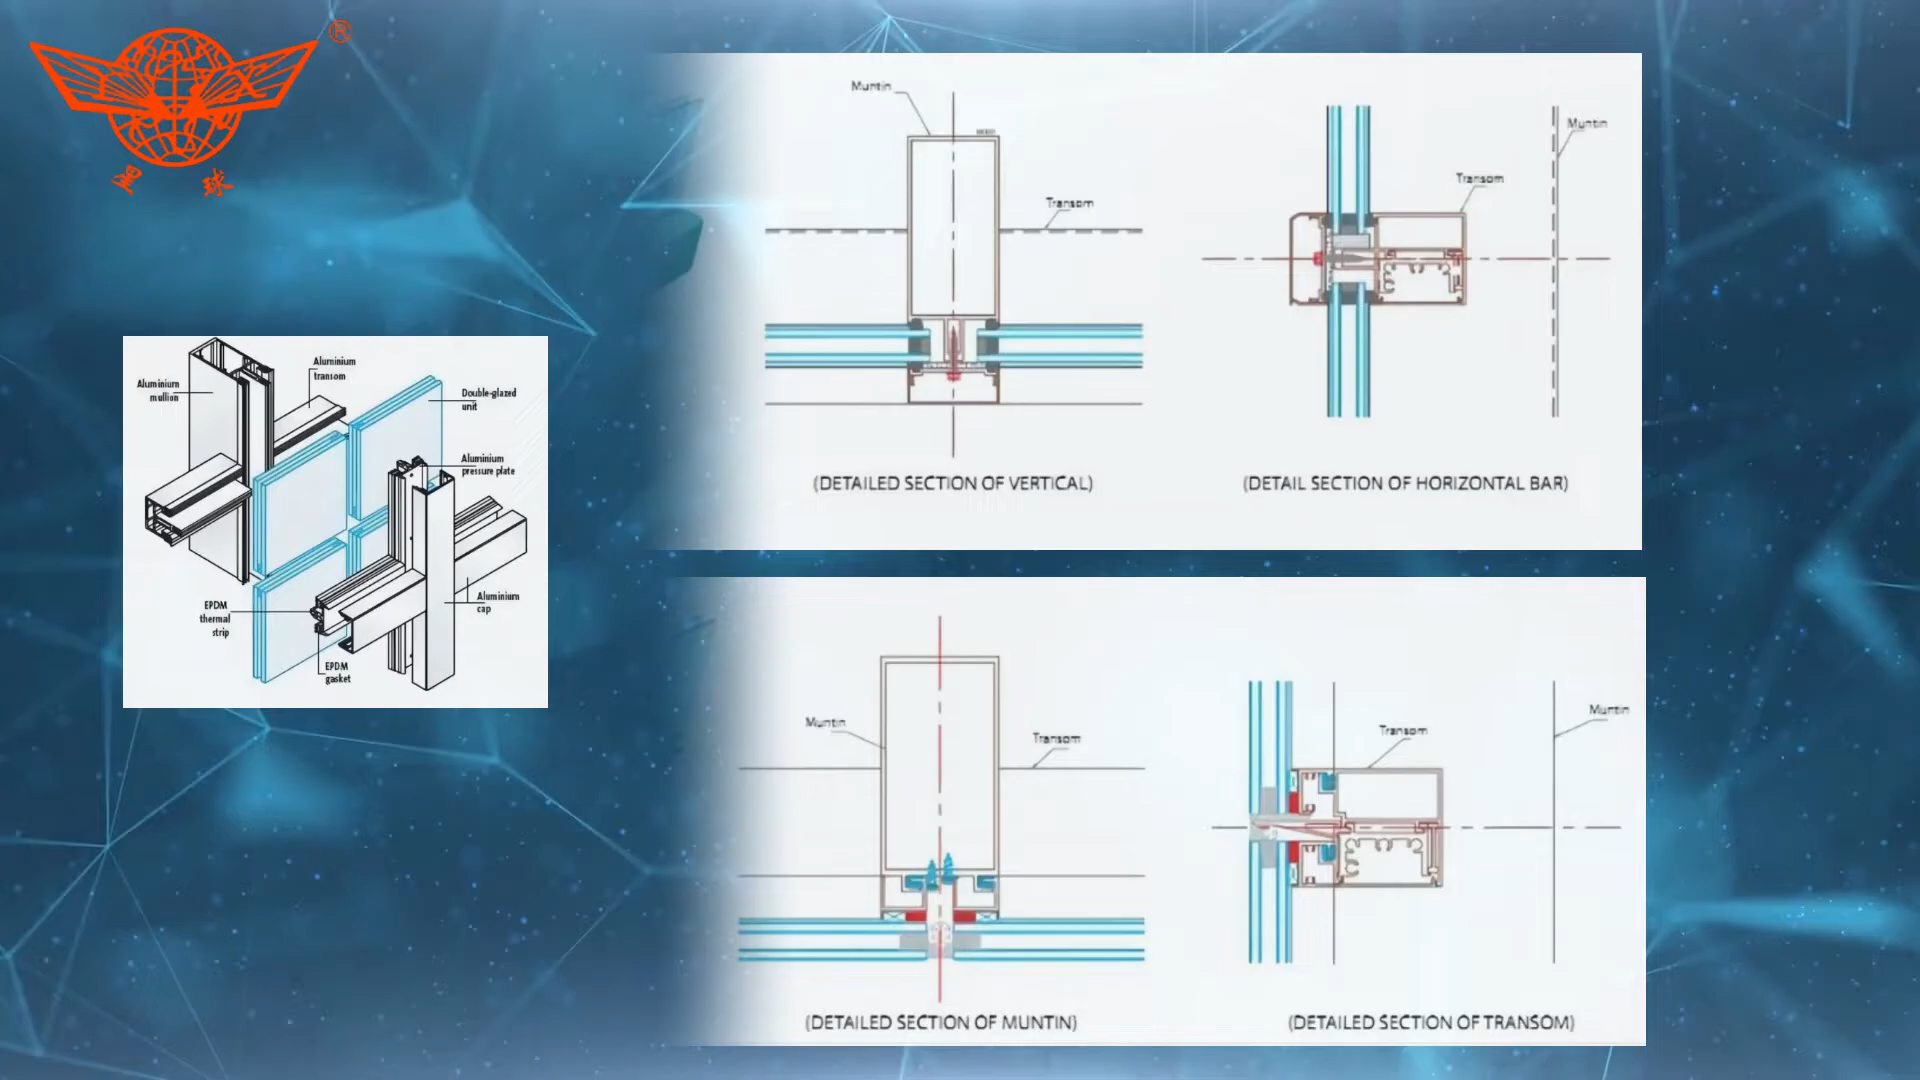 ®
星 球
Aluminium
mullion
Aluminium
transom
Double-glazed
unit
Aluminium
pressure plate
EPDM
thermal
strip
EPDM
gasket
Aluminium
cap
Muntin
Transom
(DETAILED SECTION OF VERTICAL)
Muntin
Transom
(DETAIL SECTION OF HORIZONTAL BAR)
Muntin
Transom
(DETAILED SECTION OF MUNTIN)
Muntin
Transom
(DETAILED SECTION OF TRANSOM)